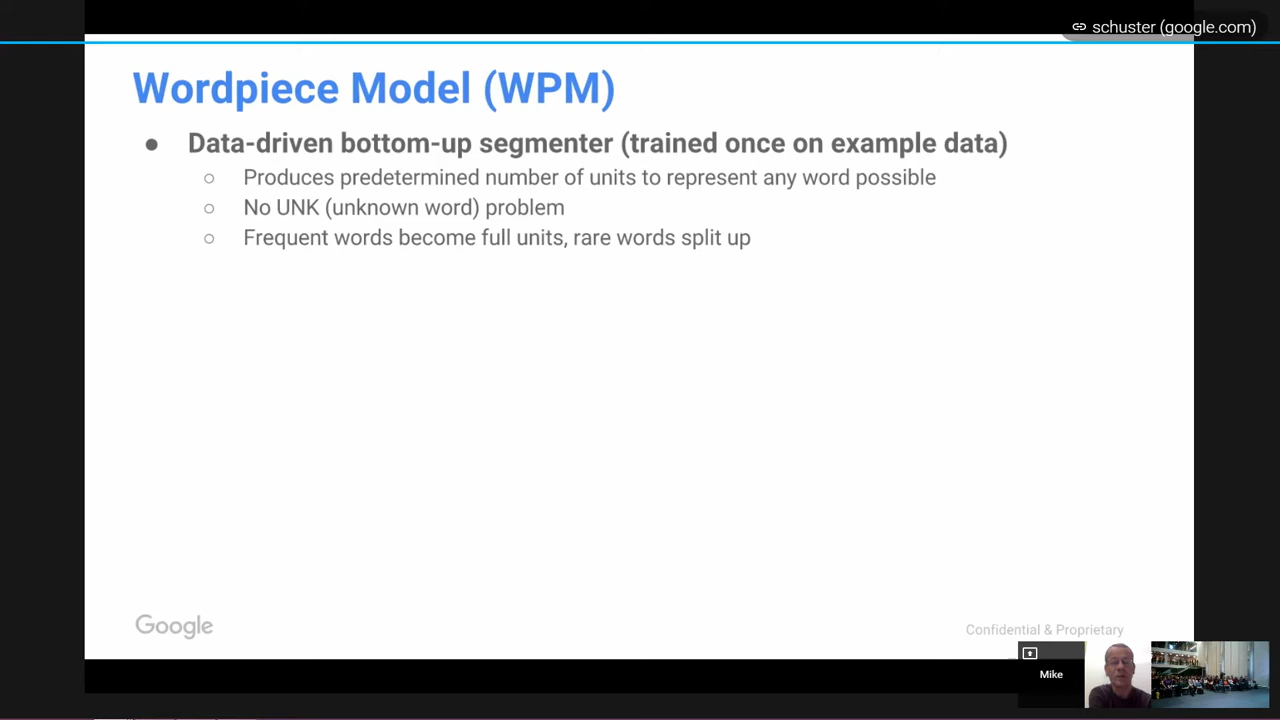 schuster (google.com)
Wordpiece Model (WPM)
● Data-driven bottom-up segmenter (trained once on example data)
○ Produces predetermined number of units to represent any word possible
○ No UNK (unknown word) problem
○ Frequent words become full units, rare words split up
Google
Confidential & Proprietary
Mike